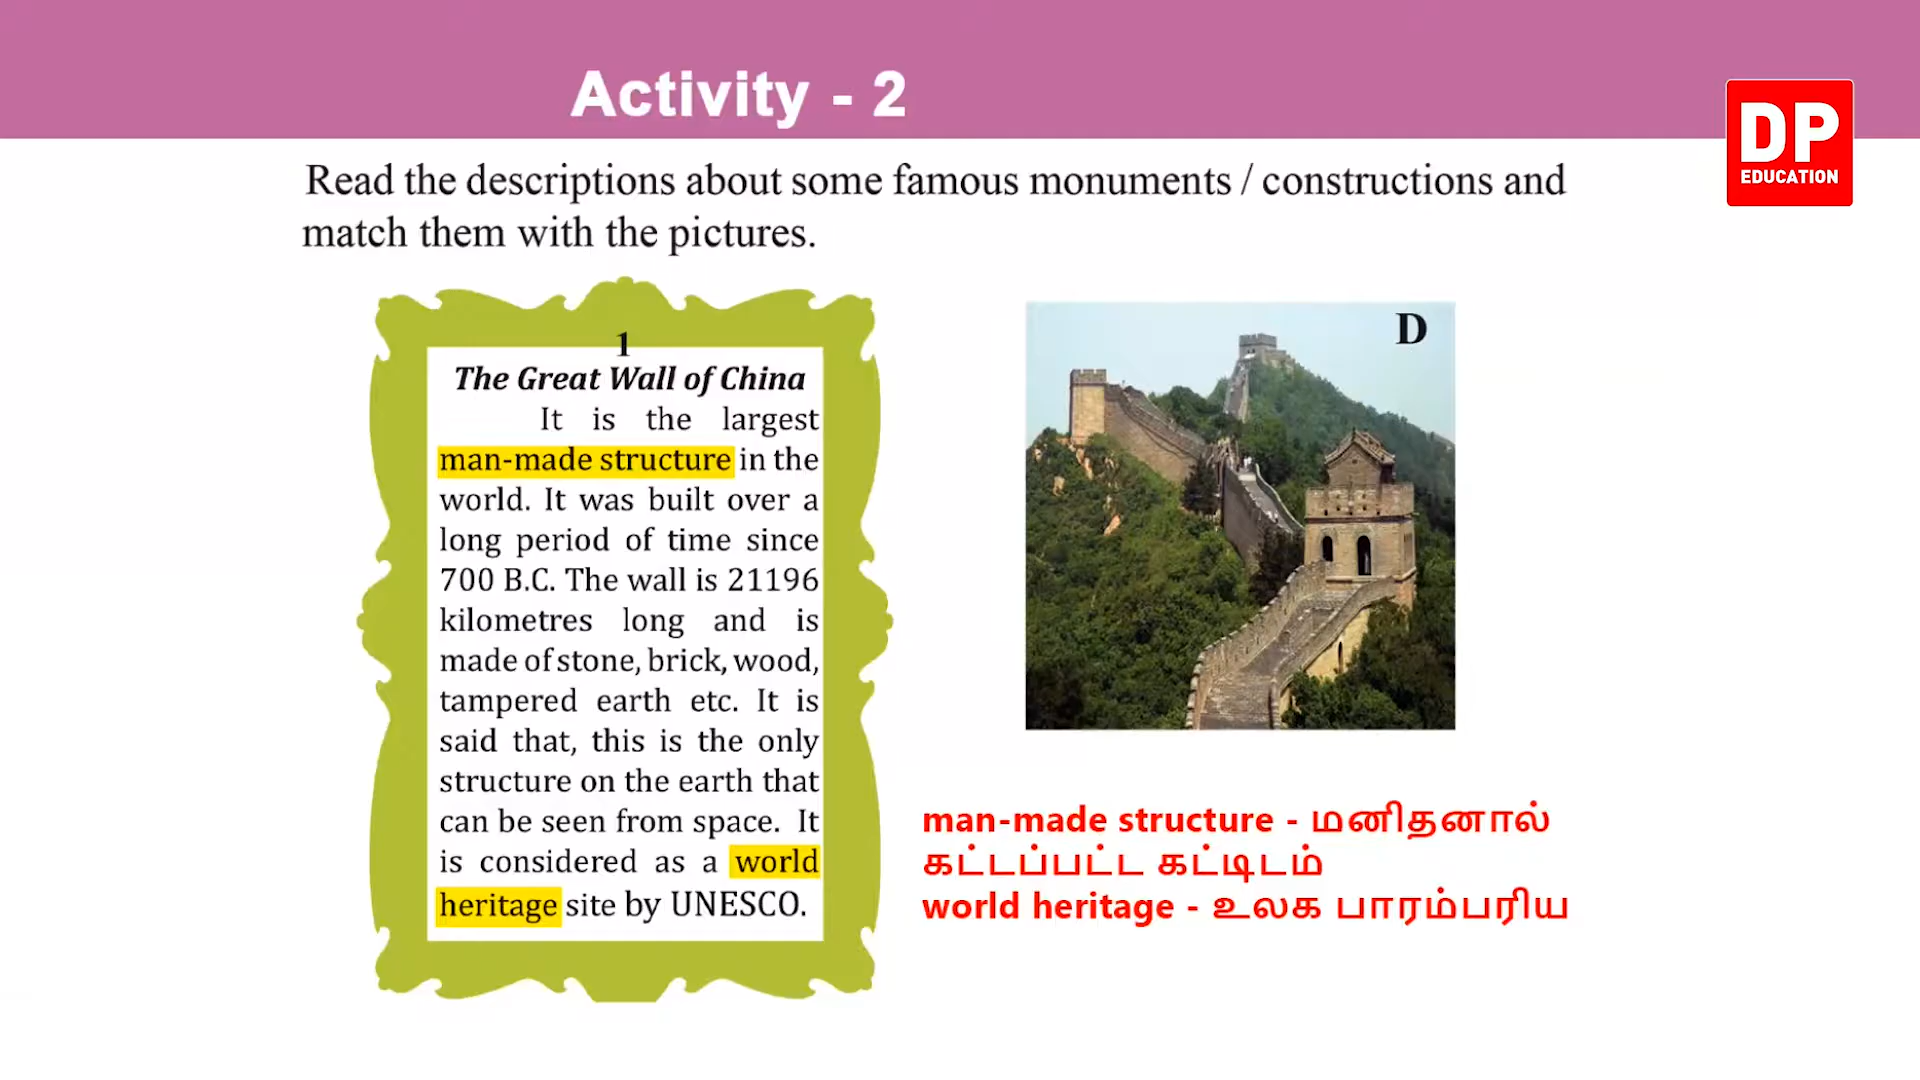 Activity - 2
DP
EDUCATION
Read the descriptions about some famous monuments / constructions and
match them with the pictures.
1
The Great Wall of China
It is the largest
man-made structure in the
world. It was built over a
long period of time since
700 B.C. The wall is 21196
kilometres long and is
made of stone, brick, wood,
tampered earth etc. It is
said that, this is the only
structure on the earth that
can be seen from space. It
is considered as a world
heritage site by UNESCO.
D
man-made structure - மனிதனால்
கட்டப்பட்ட கட்டிடம்
world heritage - உலக பாரம்பரிய